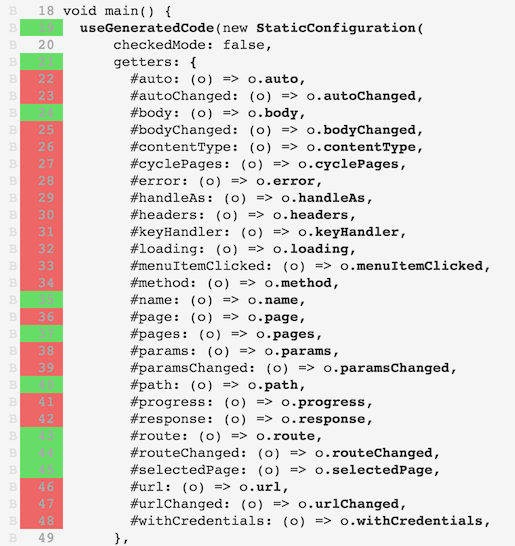 B 18 void main() {
B 19 useGeneratedCode(new StaticConfiguration(
B 20 checkedMode: false,
B 21 getters: {
B 22 #auto: (o) => o.auto,
B 23 #autoChanged: (o) => o.autoChanged,
B 24 #body: (o) => o.body,
B 25 #bodyChanged: (o) => o.bodyChanged,
B 26 #contentType: (o) => o.contentType,
B 27 #cyclePages: (o) => o.cyclePages,
B 28 #error: (o) => o.error,
B 29 #handleAs: (o) => o.handleAs,
B 30 #headers: (o) => o.headers,
B 31 #keyHandler: (o) => o.keyHandler,
B 32 #loading: (o) => o.loading,
B 33 #menuItemClicked: (o) => o.menuItemClicked,
B 34 #method: (o) => o.method,
B 35 #name: (o) => o.name,
B 36 #page: (o) => o.page,
B 37 #pages: (o) => o.pages,
B 38 #params: (o) => o.params,
B 39 #paramsChanged: (o) => o.paramsChanged,
B 40 #path: (o) => o.path,
B 41 #progress: (o) => o.progress,
B 42 #response: (o) => o.response,
B 43 #route: (o) => o.route,
B 44 #routeChanged: (o) => o.routeChanged,
B 45 #selectedPage: (o) => o.selectedPage,
B 46 #url: (o) => o.url,
B 47 #urlChanged: (o) => o.urlChanged,
B 48 #withCredentials: (o) => o.withCredentials,
B 49 },